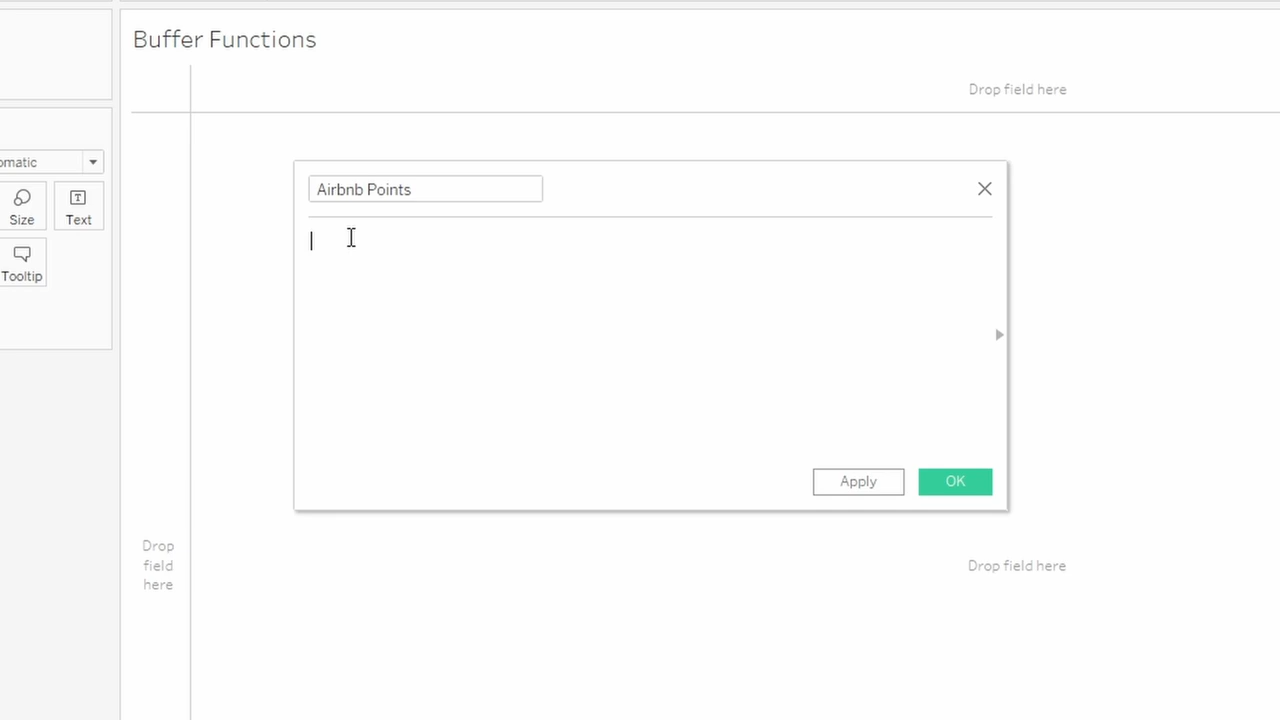 Buffer Functions
Drop field here
omatic
Airbnb Points
Size
Text
Tooltip
Apply
OK
Drop
field
here
Drop field here